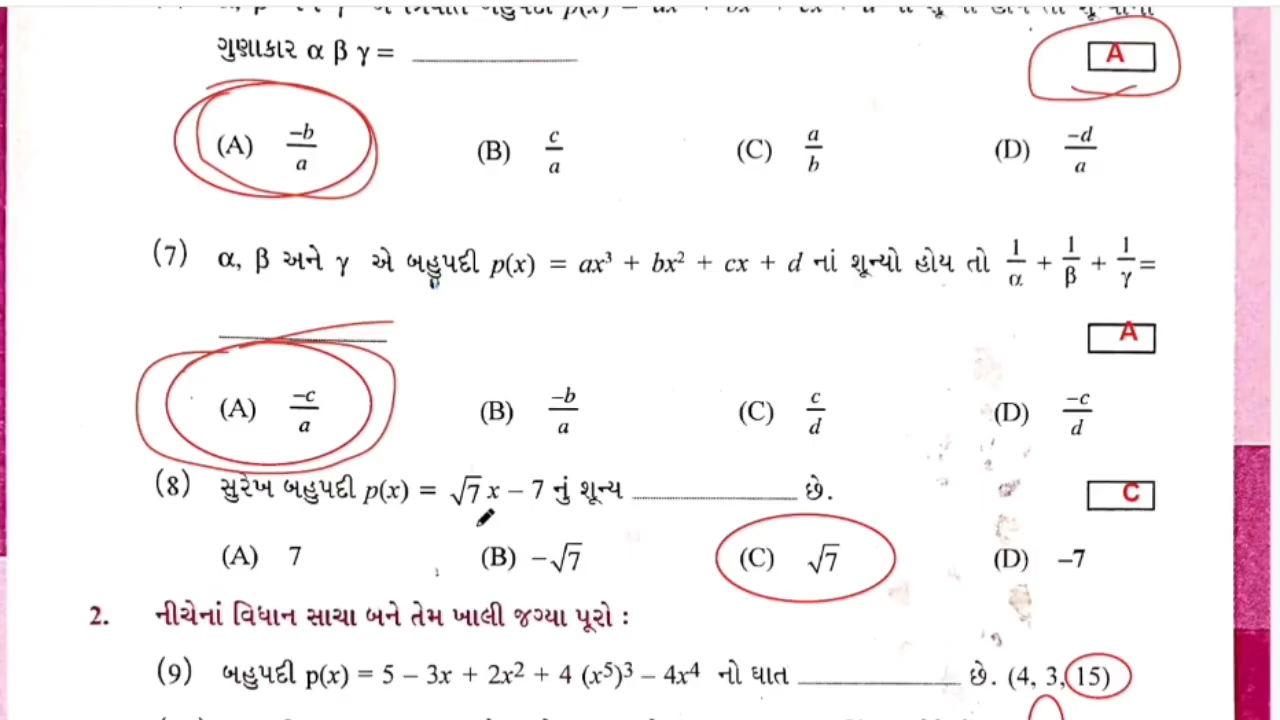 ગુણાકાર α β γ = ____________ A
(A) –b/a (B) c/a (C) a/b (D) –d/a
(7) α, β અને γ એ બહુપદી p(x) = ax³ + bx² + cx + d નાં શૂન્યો હોય તો 1/α + 1/β + 1/γ =
____________ A
(A) –c/a (B) –b/a (C) c/d (D) –c/d
(8) સુરેખ બહુપદી p(x) = √7 x – 7 નું શૂન્ય ____________ છે. C
(A) 7 (B) –√7 (C) √7 (D) –7
2. નીચેનાં વિધાન સાચા બને તેમ ખાલી જગ્યા પૂરો :
(9) બહુપદી p(x) = 5 – 3x + 2x² + 4 (x⁵)³ – 4x⁴ નો ઘાત ____________ છે. (4, 3, 15)